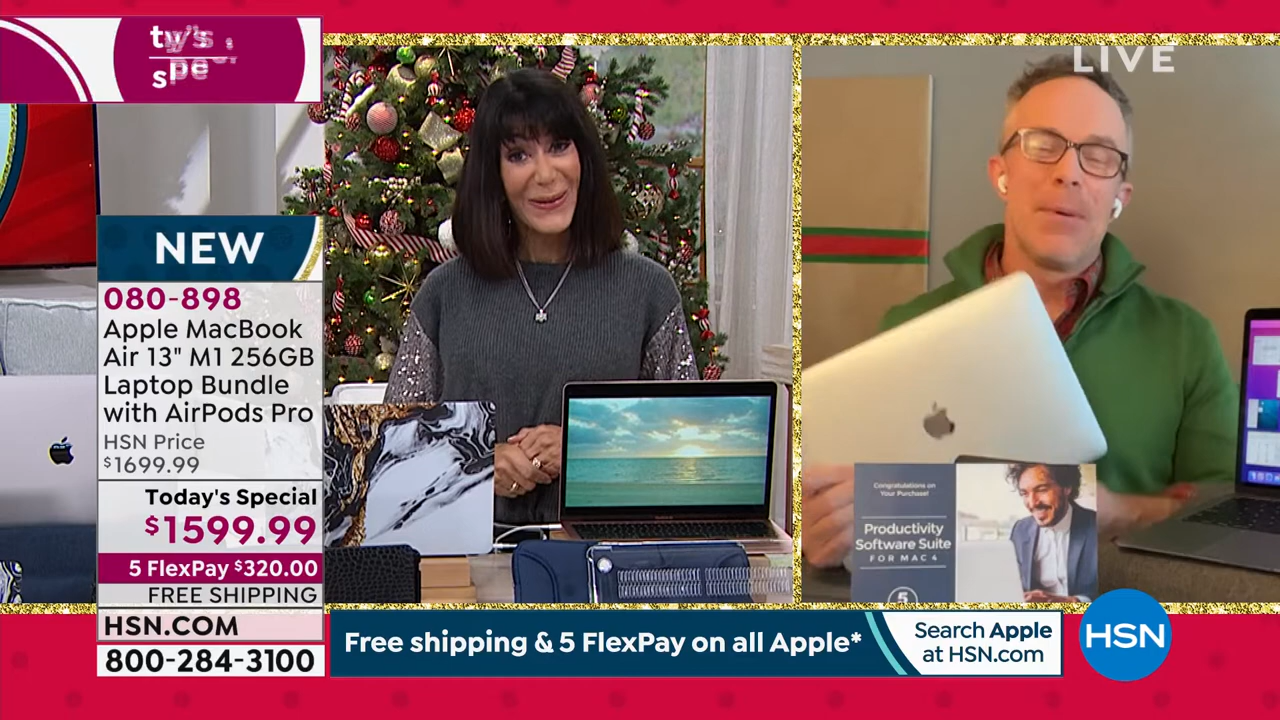 LIVE
NEW
080-898
Apple MacBook
Air 13" M1 256GB
Laptop Bundle
with AirPods Pro
HSN Price
$1699.99
Today's Special
$1599.99
5 FlexPay $320.00
FREE SHIPPING
HSN.COM
800-284-3100
Congratulations on
Your Purchase!
Productivity
Software Suite
FOR MAC
5
Free shipping & 5 FlexPay on all Apple*
Search Apple
at HSN.com
HSN